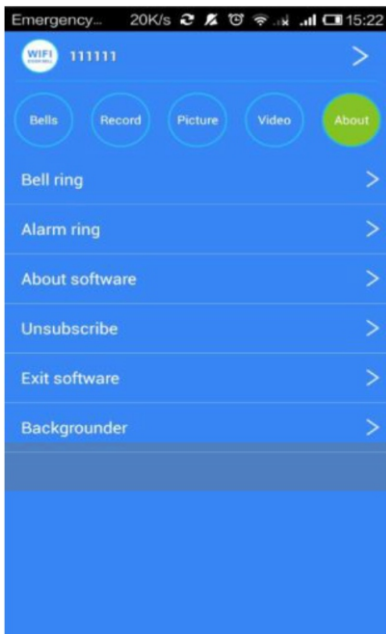 Emergency... 20K/s 15:22
WIFI
111111
Bells Record Picture Video About
Bell ring
Alarm ring
About software
Unsubscribe
Exit software
Backgrounder